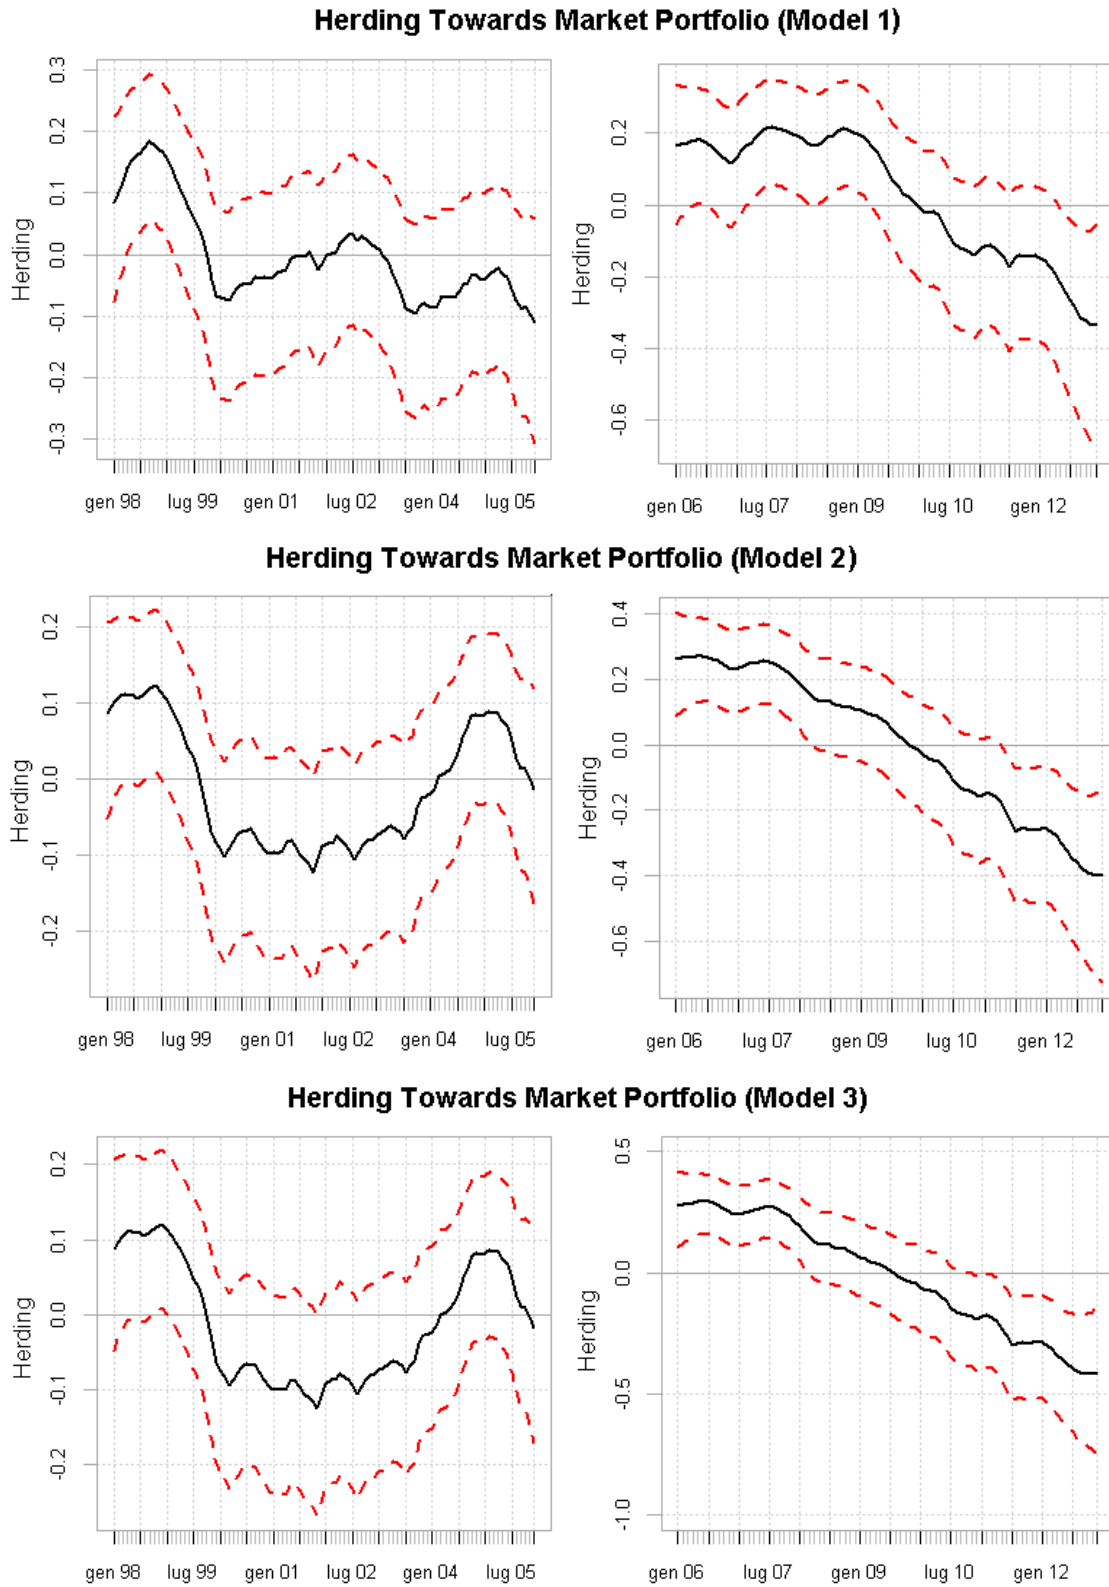 Herding Towards Market Portfolio (Model 1)
Herding
0.3
0.2
0.1
0.0
-0.1
-0.2
-0.3
gen 98 lug 99 gen 01 lug 02 gen 04 lug 05
Herding
0.2
0.0
-0.2
-0.4
-0.6
gen 06 lug 07 gen 09 lug 10 gen 12
Herding Towards Market Portfolio (Model 2)
Herding
0.2
0.1
0.0
-0.1
-0.2
gen 98 lug 99 gen 01 lug 02 gen 04 lug 05
Herding
0.4
0.2
0.0
-0.2
-0.4
-0.6
gen 06 lug 07 gen 09 lug 10 gen 12
Herding Towards Market Portfolio (Model 3)
Herding
0.2
0.1
0.0
-0.1
-0.2
gen 98 lug 99 gen 01 lug 02 gen 04 lug 05
Herding
0.5
0.0
-0.5
-1.0
gen 06 lug 07 gen 09 lug 10 gen 12